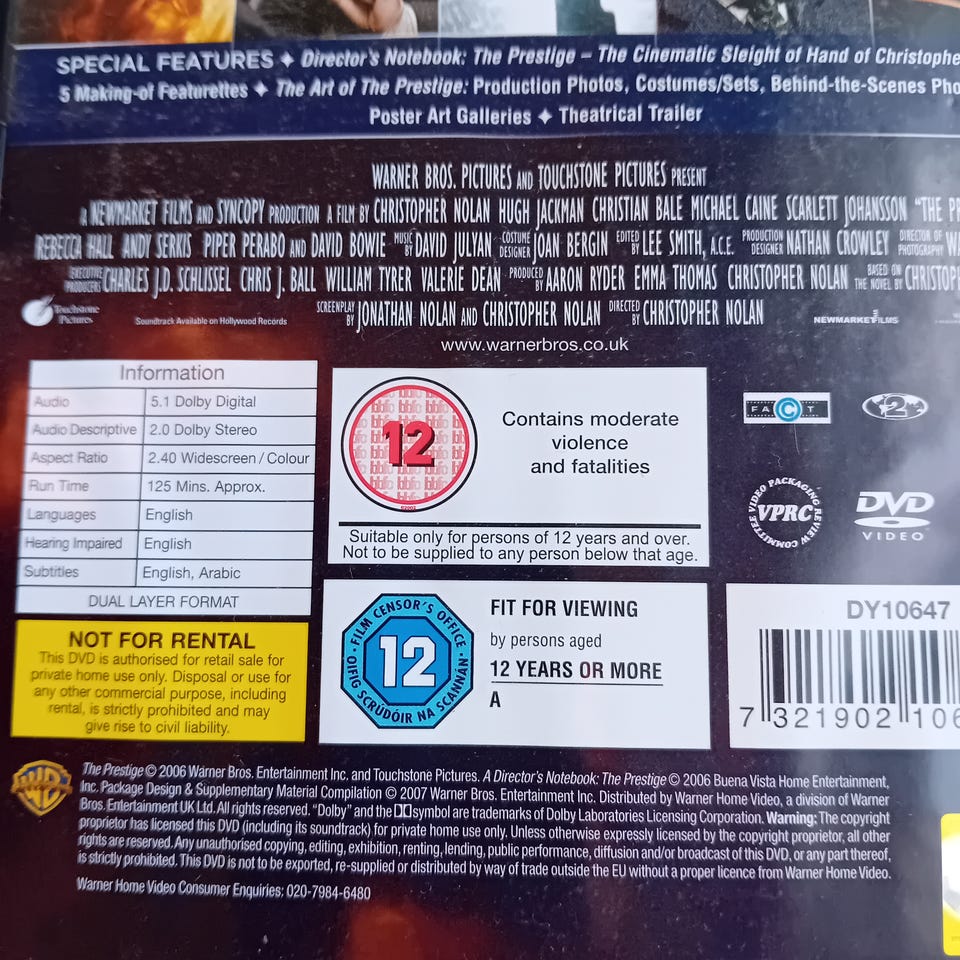 SPECIAL FEATURES ✦ Director's Notebook: The Prestige – The Cinematic Sleight of Hand of Christophe
5 Making-of Featurettes ✦ The Art of The Prestige: Production Photos, Costumes/Sets, Behind-the-Scenes Pho
Poster Art Galleries ✦ Theatrical Trailer
WARNER BROS. PICTURES AND TOUCHSTONE PICTURES PRESENT
A NEWMARKET FILMS AND SYNCOPY PRODUCTION A FILM BY CHRISTOPHER NOLAN HUGH JACKMAN CHRISTIAN BALE MICHAEL CAINE SCARLETT JOHANSSON "THE PR
REBECCA HALL ANDY SERKIS PIPER PERABO AND DAVID BOWIE MUSIC BY DAVID JULYAN COSTUME DESIGNER JOAN BERGIN EDITED BY LEE SMITH, A.C.E. PRODUCTION DESIGNER NATHAN CROWLEY DIRECTOR OF PHOTOGRAPHY W
EXECUTIVE PRODUCERS CHARLES J.D. SCHLISSEL CHRIS J. BALL WILLIAM TYRER VALERIE DEAN PRODUCED BY AARON RYDER EMMA THOMAS CHRISTOPHER NOLAN BASED ON THE NOVEL BY CHRISTOP
SCREENPLAY BY JONATHAN NOLAN AND CHRISTOPHER NOLAN DIRECTED BY CHRISTOPHER NOLAN
Touchstone
Pictures
Soundtrack Available on Hollywood Records
NEWMARKET FILMS
www.warnerbros.co.uk
Information
Audio 5.1 Dolby Digital
Audio Descriptive 2.0 Dolby Stereo
Aspect Ratio 2.40 Widescreen / Colour
Run Time 125 Mins. Approx.
Languages English
Hearing Impaired English
Subtitles English, Arabic
DUAL LAYER FORMAT
NOT FOR RENTAL
This DVD is authorised for retail sale for
private home use only. Disposal or use for
any other commercial purpose, including
rental, is strictly prohibited and may
give rise to civil liability.
12
Contains moderate
violence
and fatalities
Suitable only for persons of 12 years and over.
Not to be supplied to any person below that age.
FILM CENSOR'S OFFICE
12
OIFIG SCRÚDÓIR NA SCANNÁN
FIT FOR VIEWING
by persons aged
12 YEARS OR MORE
A
FACT
2
VIDEO PACKAGING REVIEW COMMITTEE
VPRC
DVD
VIDEO
DY10647
7 321902 106
WB
The Prestige © 2006 Warner Bros. Entertainment Inc. and Touchstone Pictures. A Director's Notebook: The Prestige © 2006 Buena Vista Home Entertainment,
Inc. Package Design & Supplementary Material Compilation © 2007 Warner Bros. Entertainment Inc. Distributed by Warner Home Video, a division of Warner
Bros. Entertainment UK Ltd. All rights reserved. "Dolby" and the symbol are trademarks of Dolby Laboratories Licensing Corporation. Warning: The copyright
proprietor has licensed this DVD (including its soundtrack) for private home use only. Unless otherwise expressly licensed by the copyright proprietor, all other
rights are reserved. Any unauthorised copying, editing, exhibition, renting, lending, public performance, diffusion and/or broadcast of this DVD, or any part thereof,
is strictly prohibited. This DVD is not to be exported, re-supplied or distributed by way of trade outside the EU without a proper licence from Warner Home Video.
Warner Home Video Consumer Enquiries: 020-7984-6480